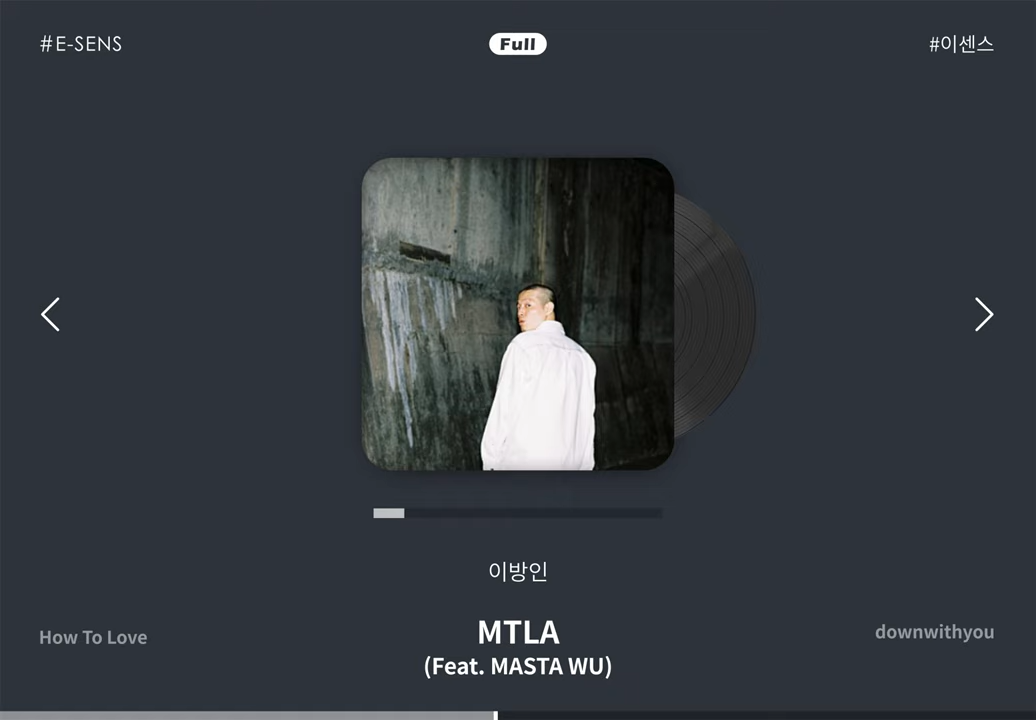 #E-SENS
Full
#이센스
이방인
How To Love
MTLA
(Feat. MASTA WU)
downwithyou